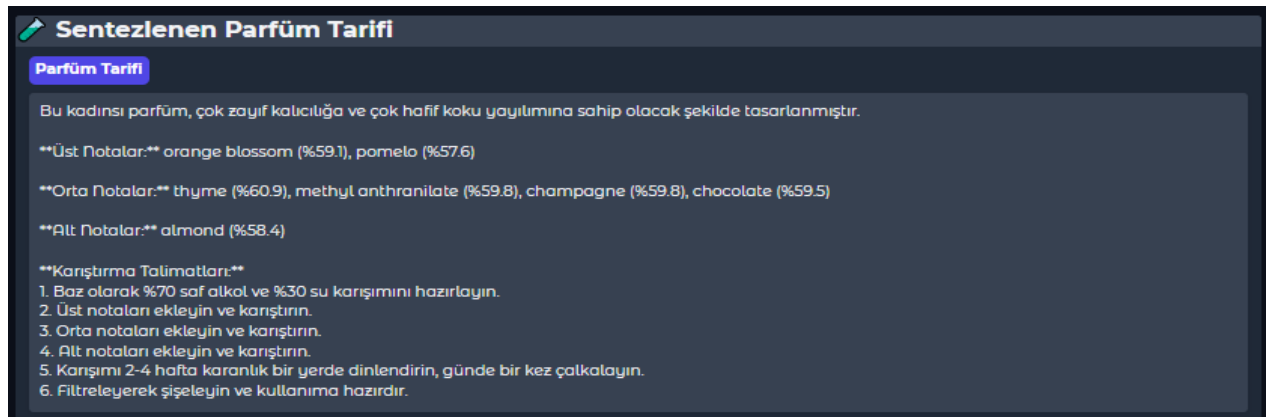 Sentezlenen Parfüm Tarifi
Parfüm Tarifi
Bu kadınsı parfüm, çok zayıf kalıcılığa ve çok hafif koku yayılımına sahip olacak şekilde tasarlanmıştır.
**Üst Notalar:** orange blossom (%59.1), pomelo (%57.6)
**Orta Notalar:** thyme (%60.9), methyl anthranilate (%59.8), champagne (%59.8), chocolate (%59.5)
**Alt Notalar:** almond (%58.4)
**Karıştırma Talimatları:**
1. Baz olarak %70 saf alkol ve %30 su karışımını hazırlayın.
2. Üst notaları ekleyin ve karıştırın.
3. Orta notaları ekleyin ve karıştırın.
4. Alt notaları ekleyin ve karıştırın.
5. Karışımı 2-4 hafta karanlık bir yerde dinlendirin, günde bir kez çalkalayın.
6. Filtreleyerek şişeleyin ve kullanıma hazırdır.